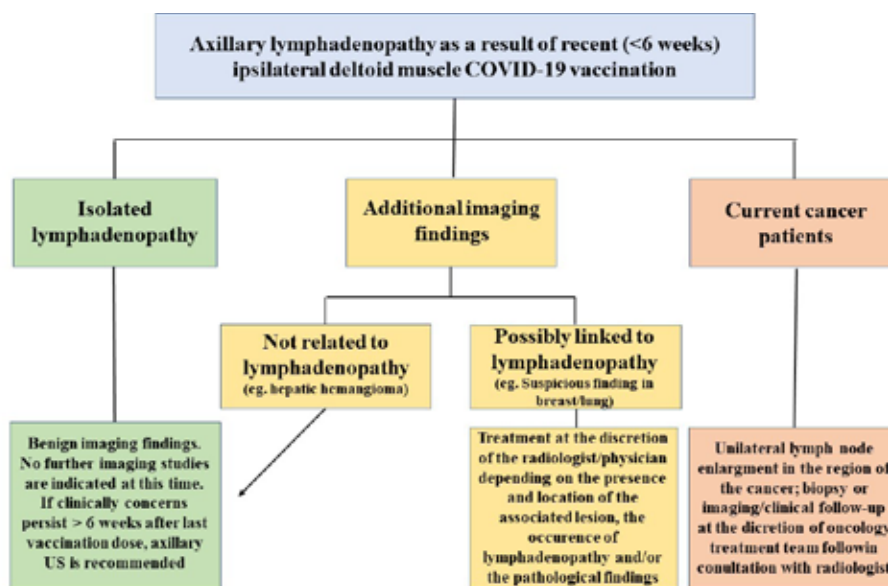 Axillary lymphadenopathy as a result of recent (<6 weeks)
ipsilateral deltoid muscle COVID-19 vaccination
Isolated
lymphadenopathy
Additional imaging
findings
Current cancer
patients
Not related to
lymphadenopathy
(eg. hepatic hemangioma)
Possibly linked to
lymphadenopathy
(eg. Suspicious finding in
breast/lung)
Benign imaging findings.
No further imaging studies
are indicated at this time.
If clinically concerns
persist > 6 weeks after last
vaccination dose, axillary
US is recommended
Treatment at the discretion
of the radiologist/physician
depending on the presence
and location of the
associated lesion, the
occurence of
lymphadenopathy and/or
the pathological findings
Unilateral lymph node
enlargment in the region of
the cancer; biopsy or
imaging/clinical follow-up
at the dicretion of oncology
treatment team followin
conultation with radiologist